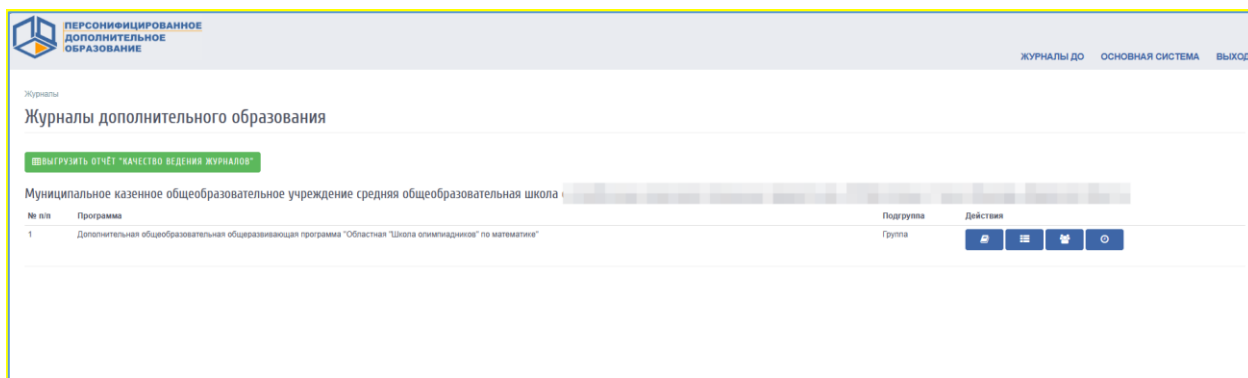 ПЕРСОНИФИЦИРОВАННОЕ
ДОПОЛНИТЕЛЬНОЕ
ОБРАЗОВАНИЕ
ЖУРНАЛЫ ДО ОСНОВНАЯ СИСТЕМА ВЫХОД
Журналы
Журналы дополнительного образования
ВЫГРУЗИТЬ ОТЧЁТ "КАЧЕСТВО ВЕДЕНИЯ ЖУРНАЛОВ"
Муниципальное казенное общеобразовательное учреждение средняя общеобразовательная школа
№ п/п Программа Подгруппа Действия
1 Дополнительная общеобразовательная общеразвивающая программа "Областная "Школа олимпиадников" по математике" Группа